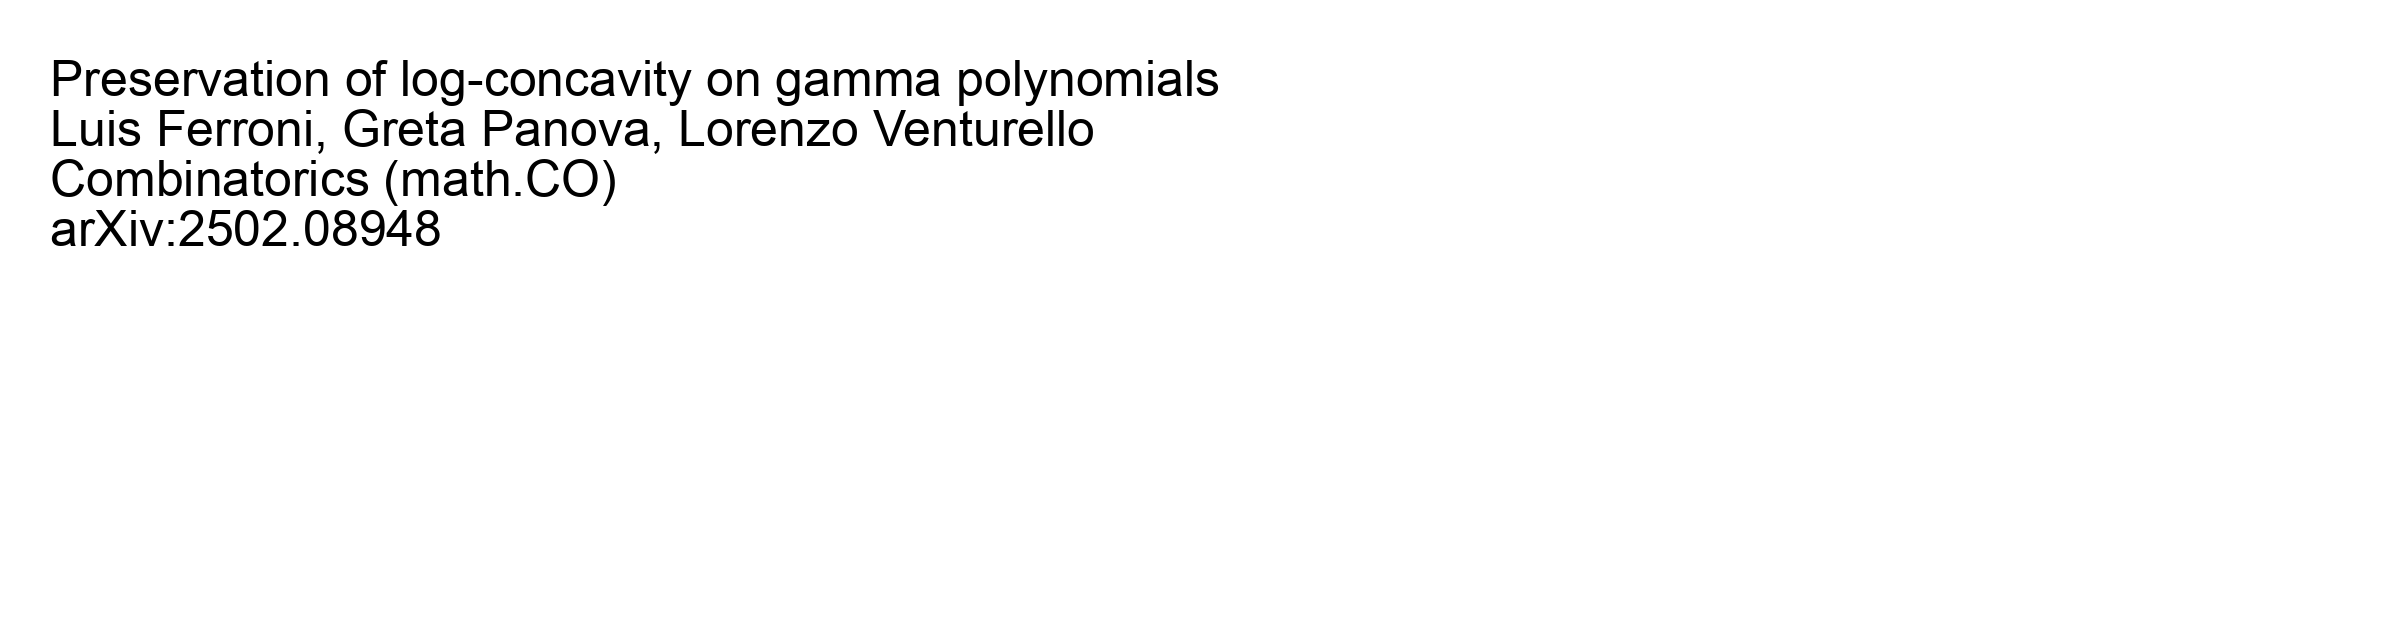 Preservation of log-concavity on gamma polynomials
Luis Ferroni, Greta Panova, Lorenzo Venturello
Combinatorics (math.CO)
arXiv:2502.08948